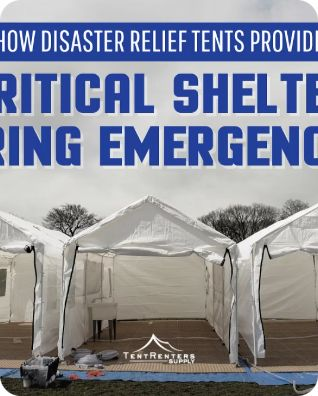 HOW DISASTER RELIEF TENTS PROVIDE
RITICAL SHELTE
RING EMERGENC
TENTRENTERS
SUPPLY